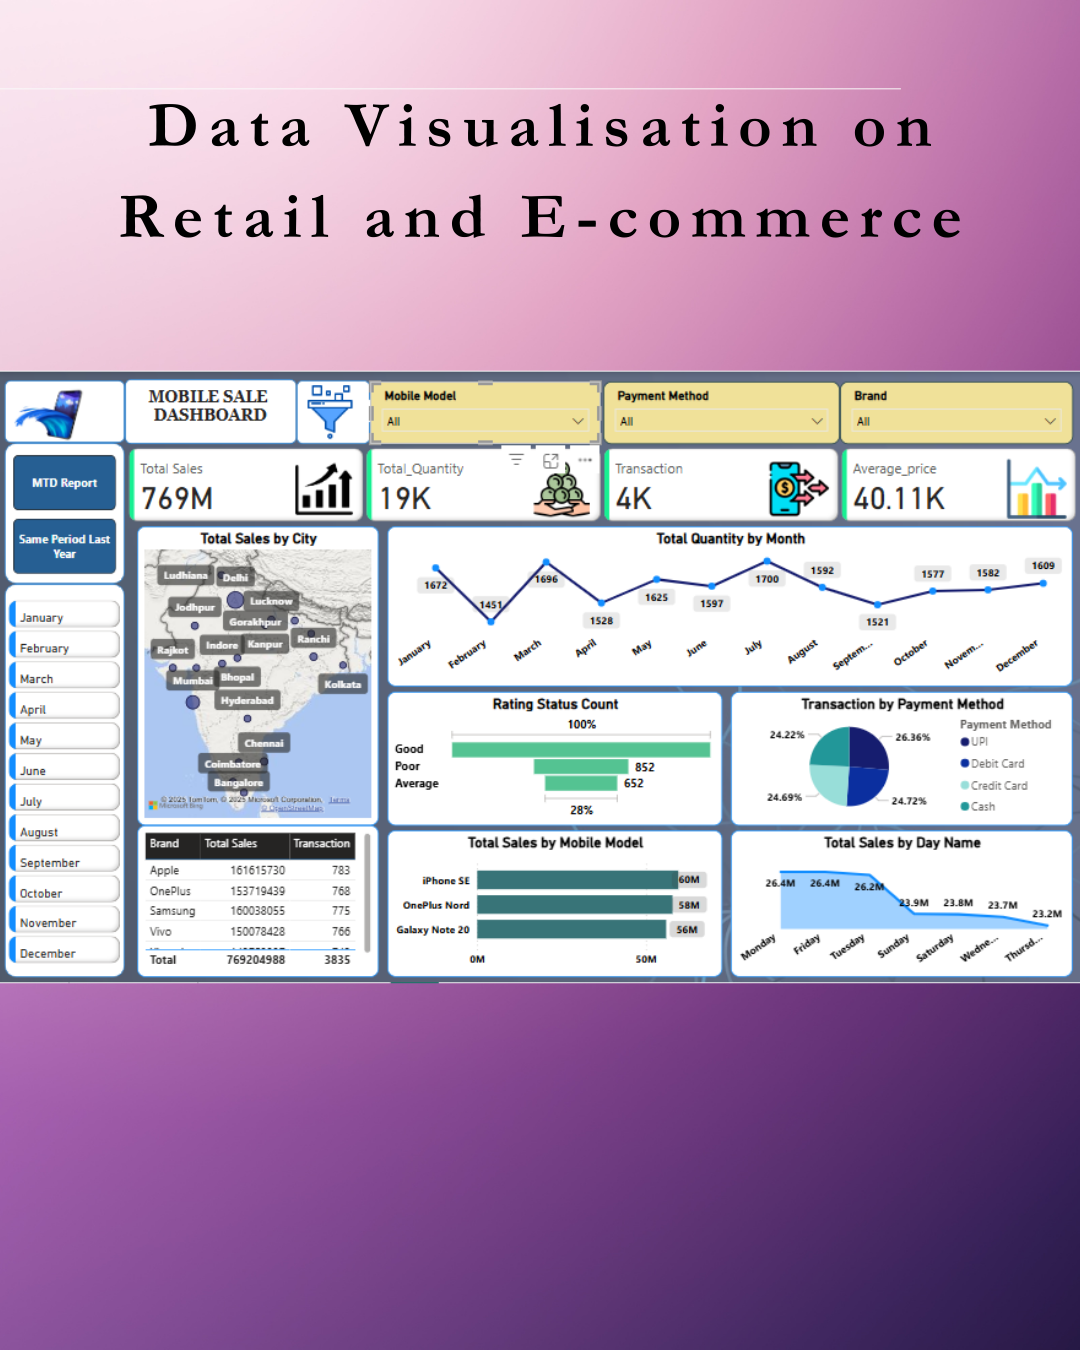 Data Visualisation on
Retail and E-commerce
MOBILE SALE
DASHBOARD
Mobile Model
All
Payment Method
All
Brand
All
MTD Report
Same Period Last
Year
Total Sales
769M
Total_Quantity
19K
Transaction
4K
Average_price
40.11K
January
February
March
April
May
June
July
August
September
October
November
December
Total Sales by City
Ludhiana
Delhi
Jodhpur
Lucknow
Gorakhpur
Rajkot
Indore
Kanpur
Ranchi
Mumbai
Bhopal
Kolkata
Hyderabad
Chennai
Coimbatore
Bangalore
© 2025 TomTom, © 2025 Microsoft Corporation, Terms
Microsoft Bing
© OpenStreetMap
Total Quantity by Month
1672
1451
1696
1528
1625
1597
1700
1592
1521
1577
1582
1609
January
February
March
April
May
June
July
August
Septem...
October
Novem...
December
Rating Status Count
100%
Good
Poor
852
Average
652
28%
Transaction by Payment Method
24.22%
26.36%
24.69%
24.72%
Payment Method
UPI
Debit Card
Credit Card
Cash
Brand Total Sales Transaction
Apple 161615730 783
OnePlus 153719439 768
Samsung 160038055 775
Vivo 150078428 766
Total 769204988 3835
Total Sales by Mobile Model
iPhone SE 60M
OnePlus Nord 58M
Galaxy Note 20 56M
0M 50M
Total Sales by Day Name
26.4M
26.4M
26.2M
23.9M
23.8M
23.7M
23.2M
Monday
Friday
Tuesday
Sunday
Saturday
Wedne...
Thursd...